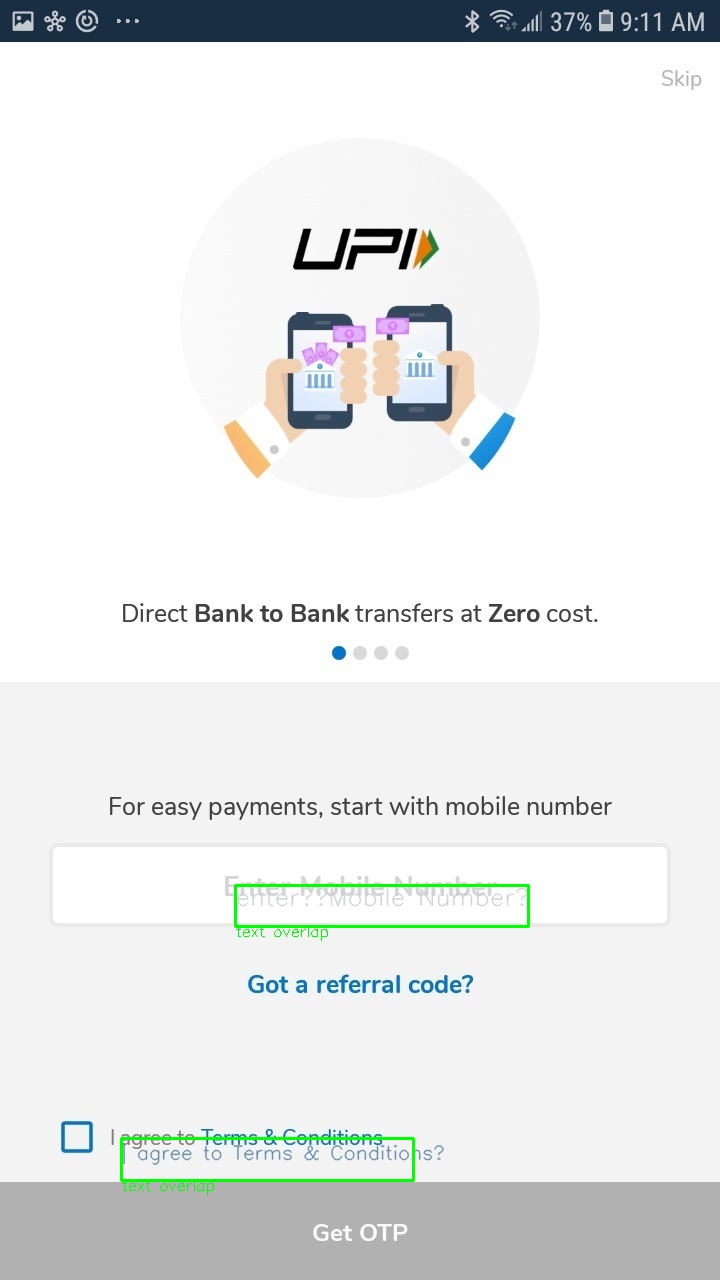 37% 9:11 AM
Skip
UPI
Direct Bank to Bank transfers at Zero cost.
For easy payments, start with mobile number
Enter Mobile Number
enter??Mobile Number?
text overlap
Got a referral code?
I agree to Terms & Conditions
I agree to Terms & Conditions?
text overlap
Get OTP